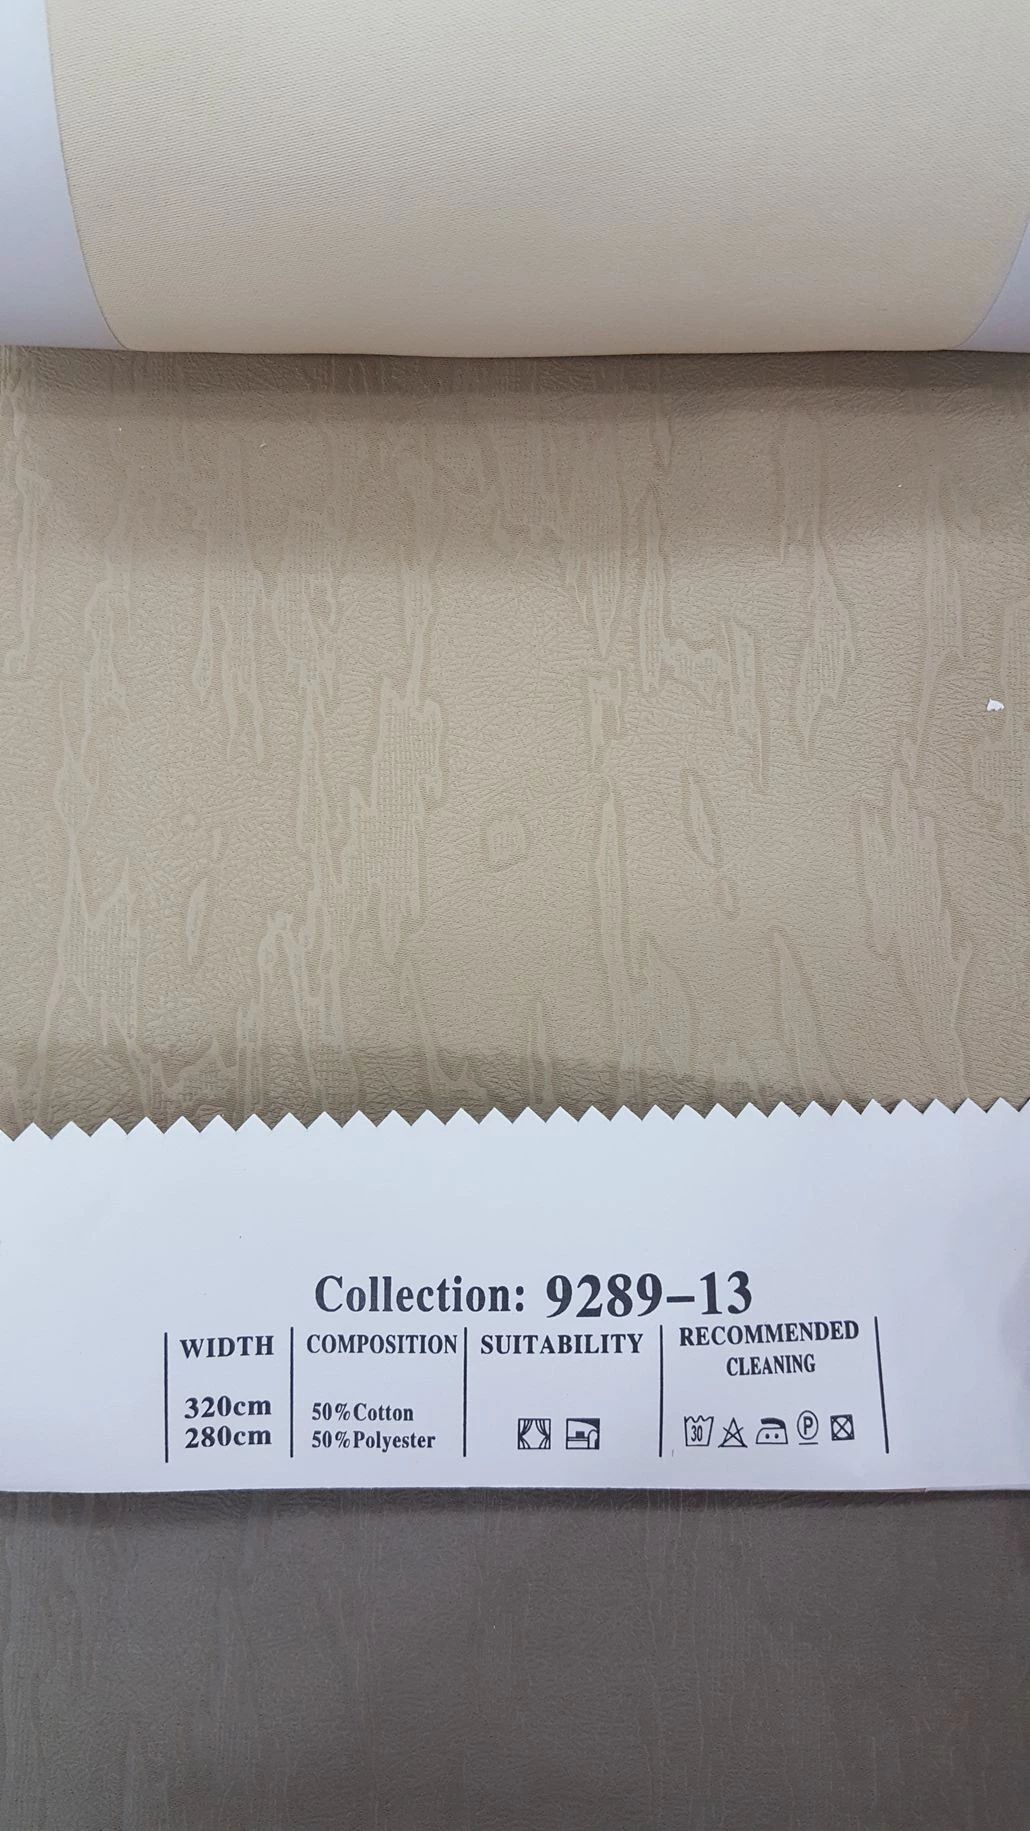 Collection: 9289-13
WIDTH
320cm
280cm
COMPOSITION
50%Cotton
50%Polyester
SUITABILITY
RECOMMENDED
CLEANING
30
P